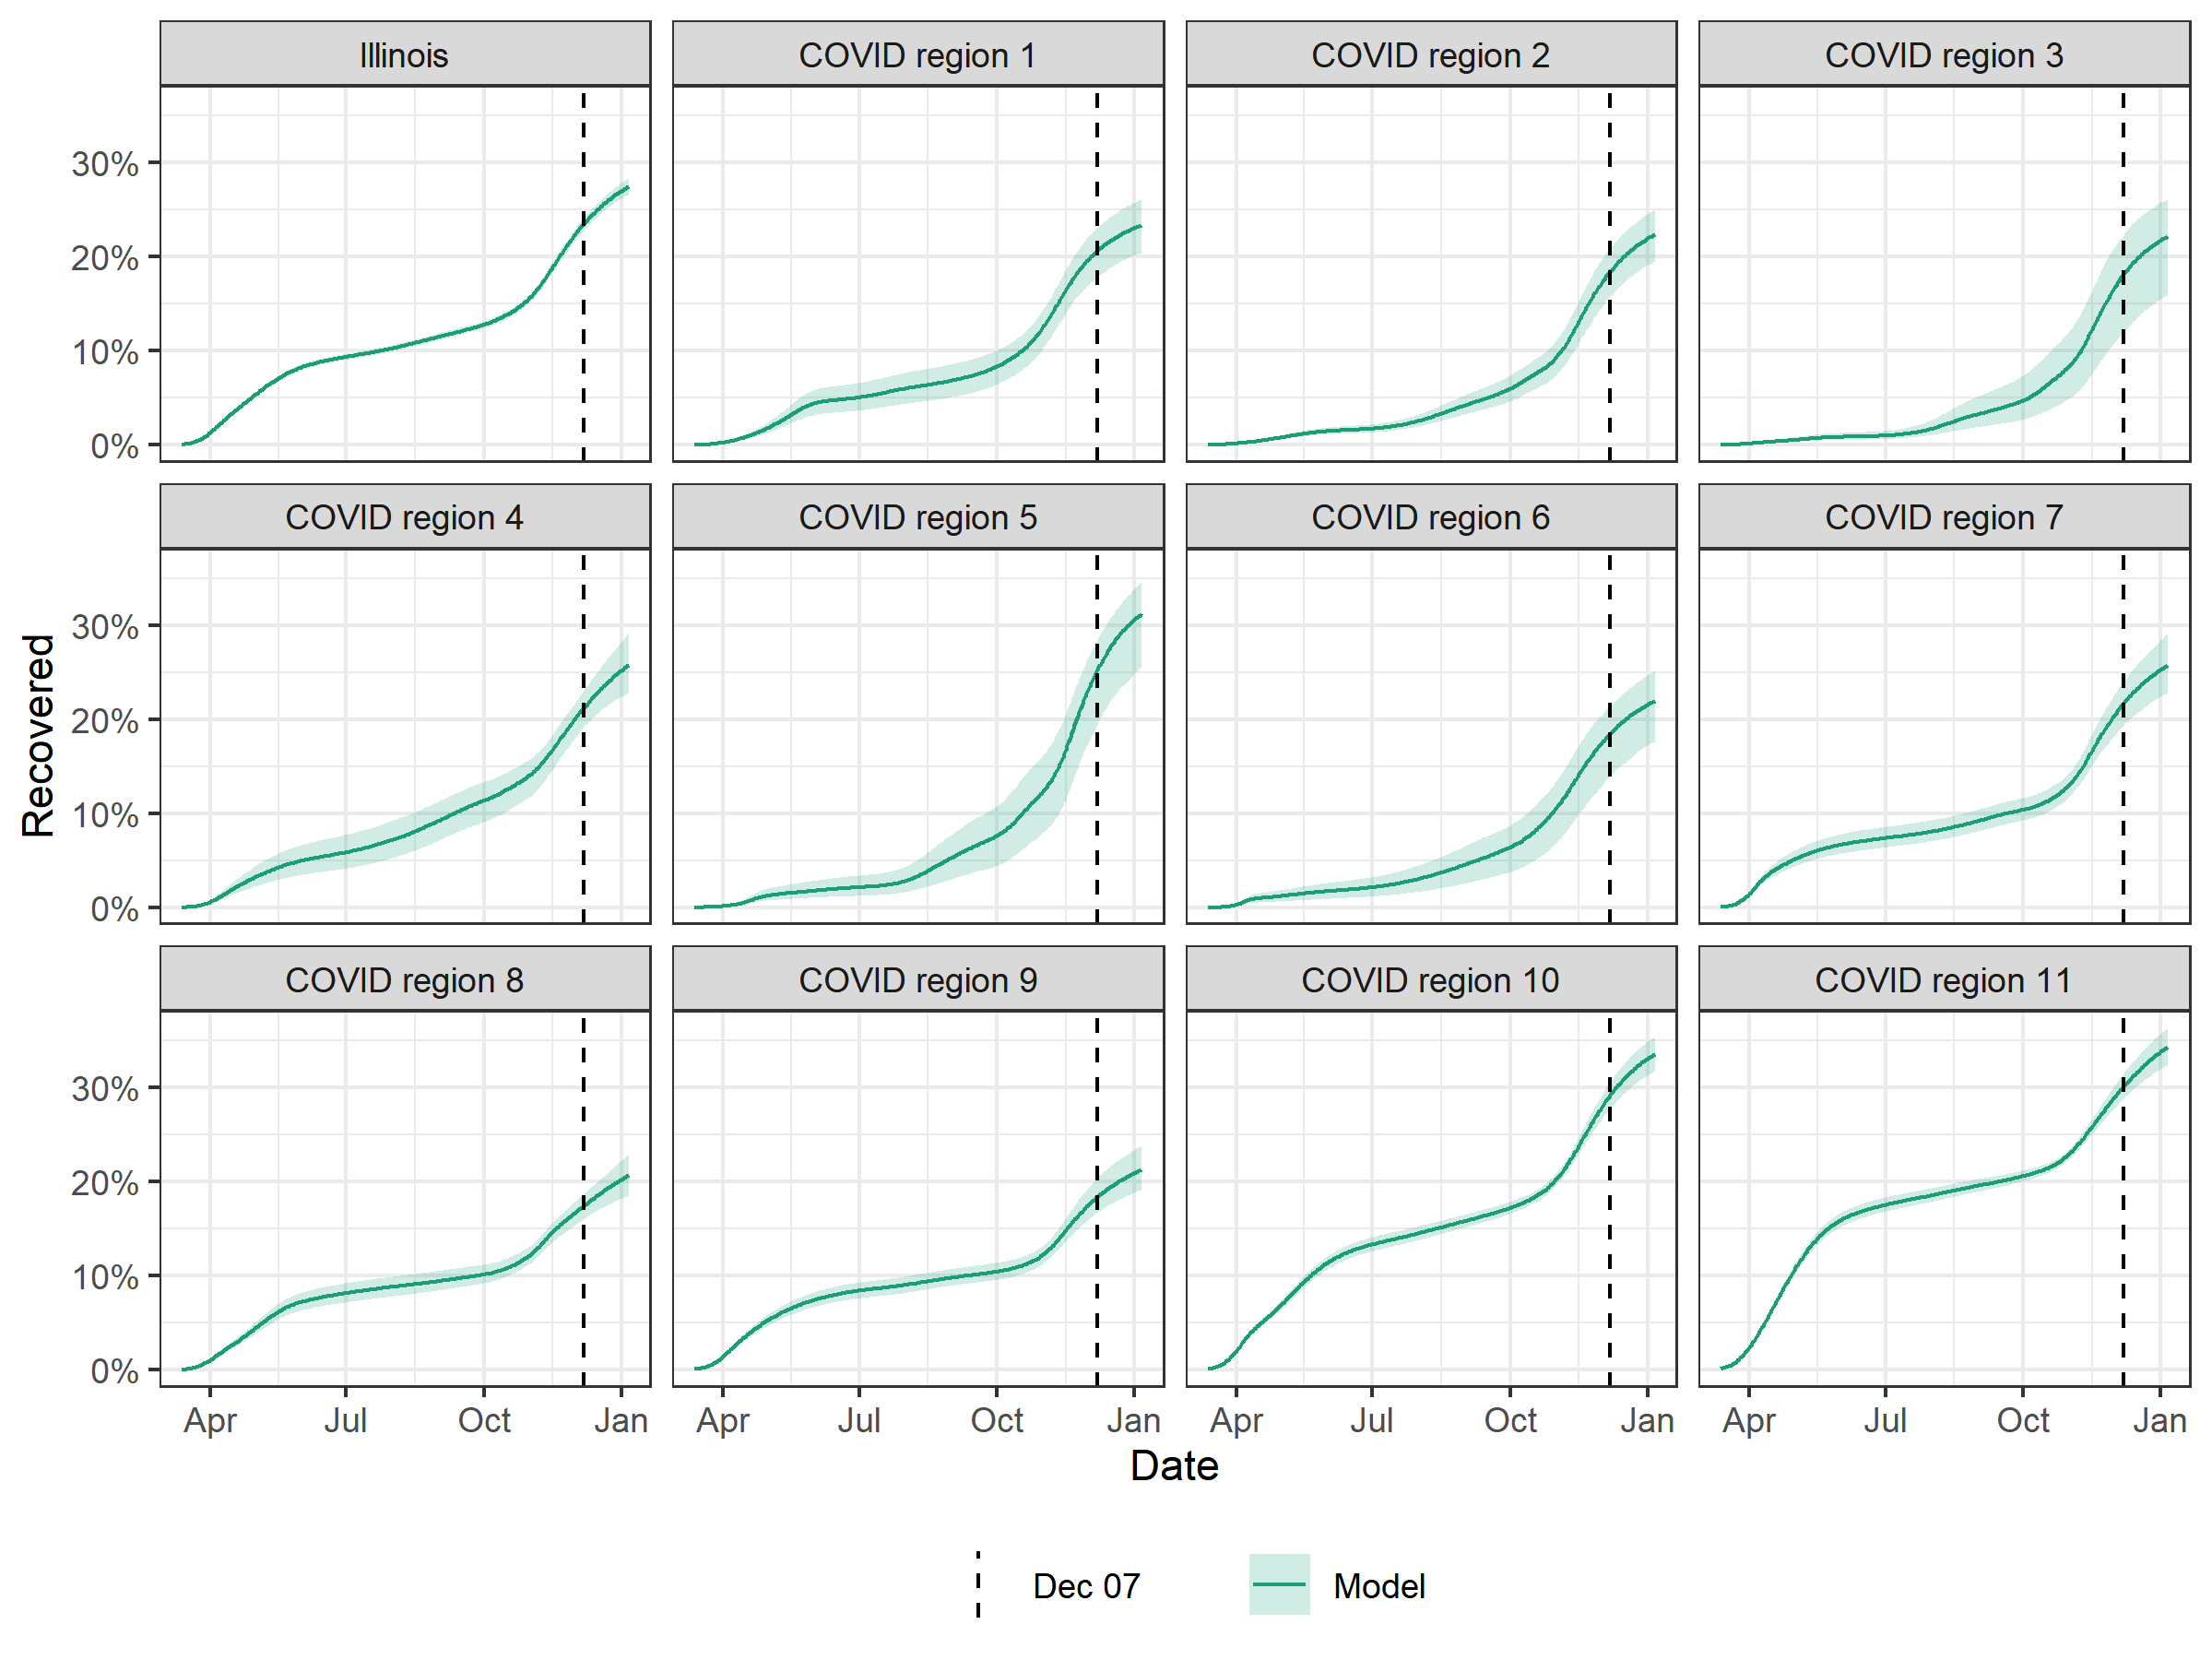 Illinois
COVID region 1
COVID region 2
COVID region 3
30%
20%
10%
0%
COVID region 4
COVID region 5
COVID region 6
COVID region 7
30%
20%
10%
0%
Recovered
COVID region 8
COVID region 9
COVID region 10
COVID region 11
30%
20%
10%
0%
Apr Jul Oct Jan
Apr Jul Oct Jan
Apr Jul Oct Jan
Apr Jul Oct Jan
Date
Dec 07
Model